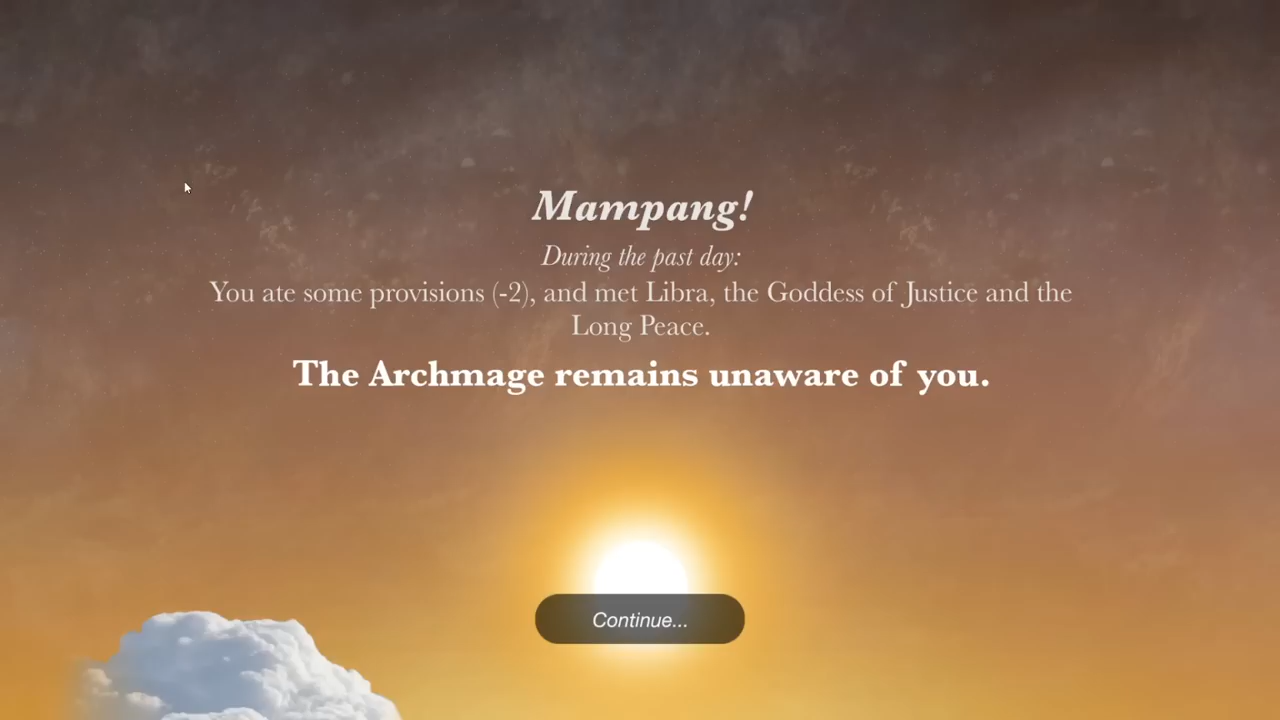 Mampang!
During the past day:
You ate some provisions (-2), and met Libra, the Goddess of Justice and the
Long Peace.
The Archmage remains unaware of you.
Continue...